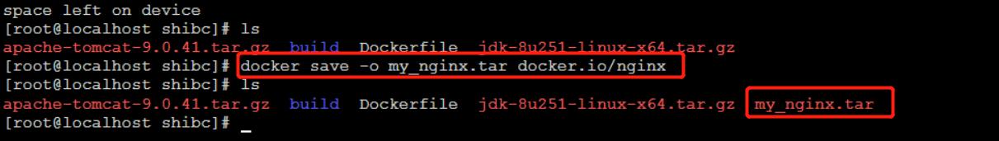 space left on device
[root@localhost shibc]# ls
apache-tomcat-9.0.41.tar.gz  build  Dockerfile  jdk-8u251-linux-x64.tar.gz
[root@localhost shibc]# docker save -o my_nginx.tar docker.io/nginx
[root@localhost shibc]# ls
apache-tomcat-9.0.41.tar.gz  build  Dockerfile  jdk-8u251-linux-x64.tar.gz  my_nginx.tar
[root@localhost shibc]#